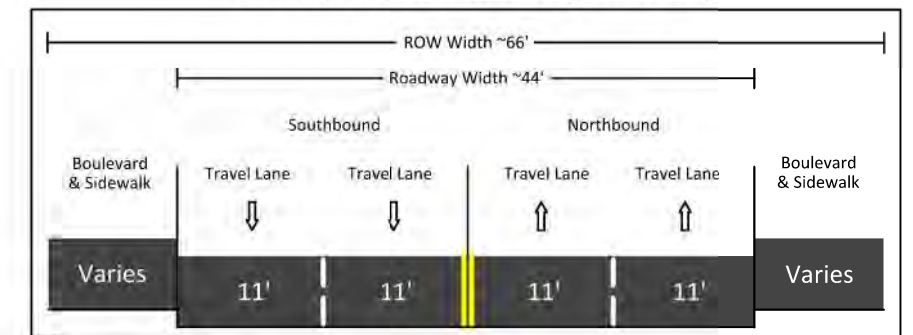 ROW Width ~66'
Roadway Width ~44'
Southbound
Northbound
Boulevard
& Sidewalk
Travel Lane
Travel Lane
Travel Lane
Travel Lane
Boulevard
& Sidewalk
Varies
11'
11'
11'
11'
Varies